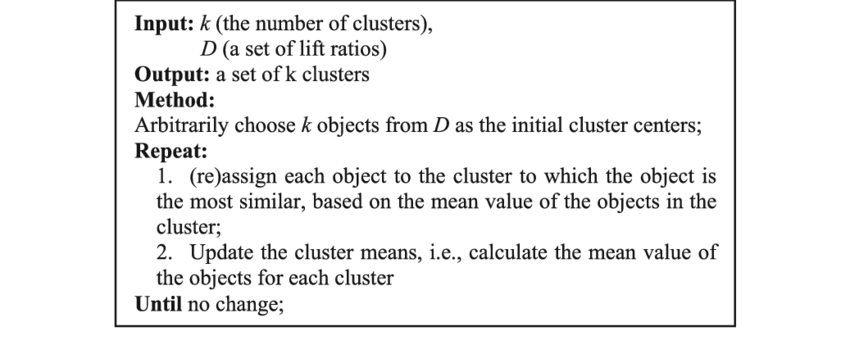 Input: k (the number of clusters),
D (a set of lift ratios)
Output: a set of k clusters
Method:
Arbitrarily choose k objects from D as the initial cluster centers;
Repeat:
1. (re)assign each object to the cluster to which the object is
the most similar, based on the mean value of the objects in the
cluster;
2. Update the cluster means, i.e., calculate the mean value of
the objects for each cluster
Until no change;